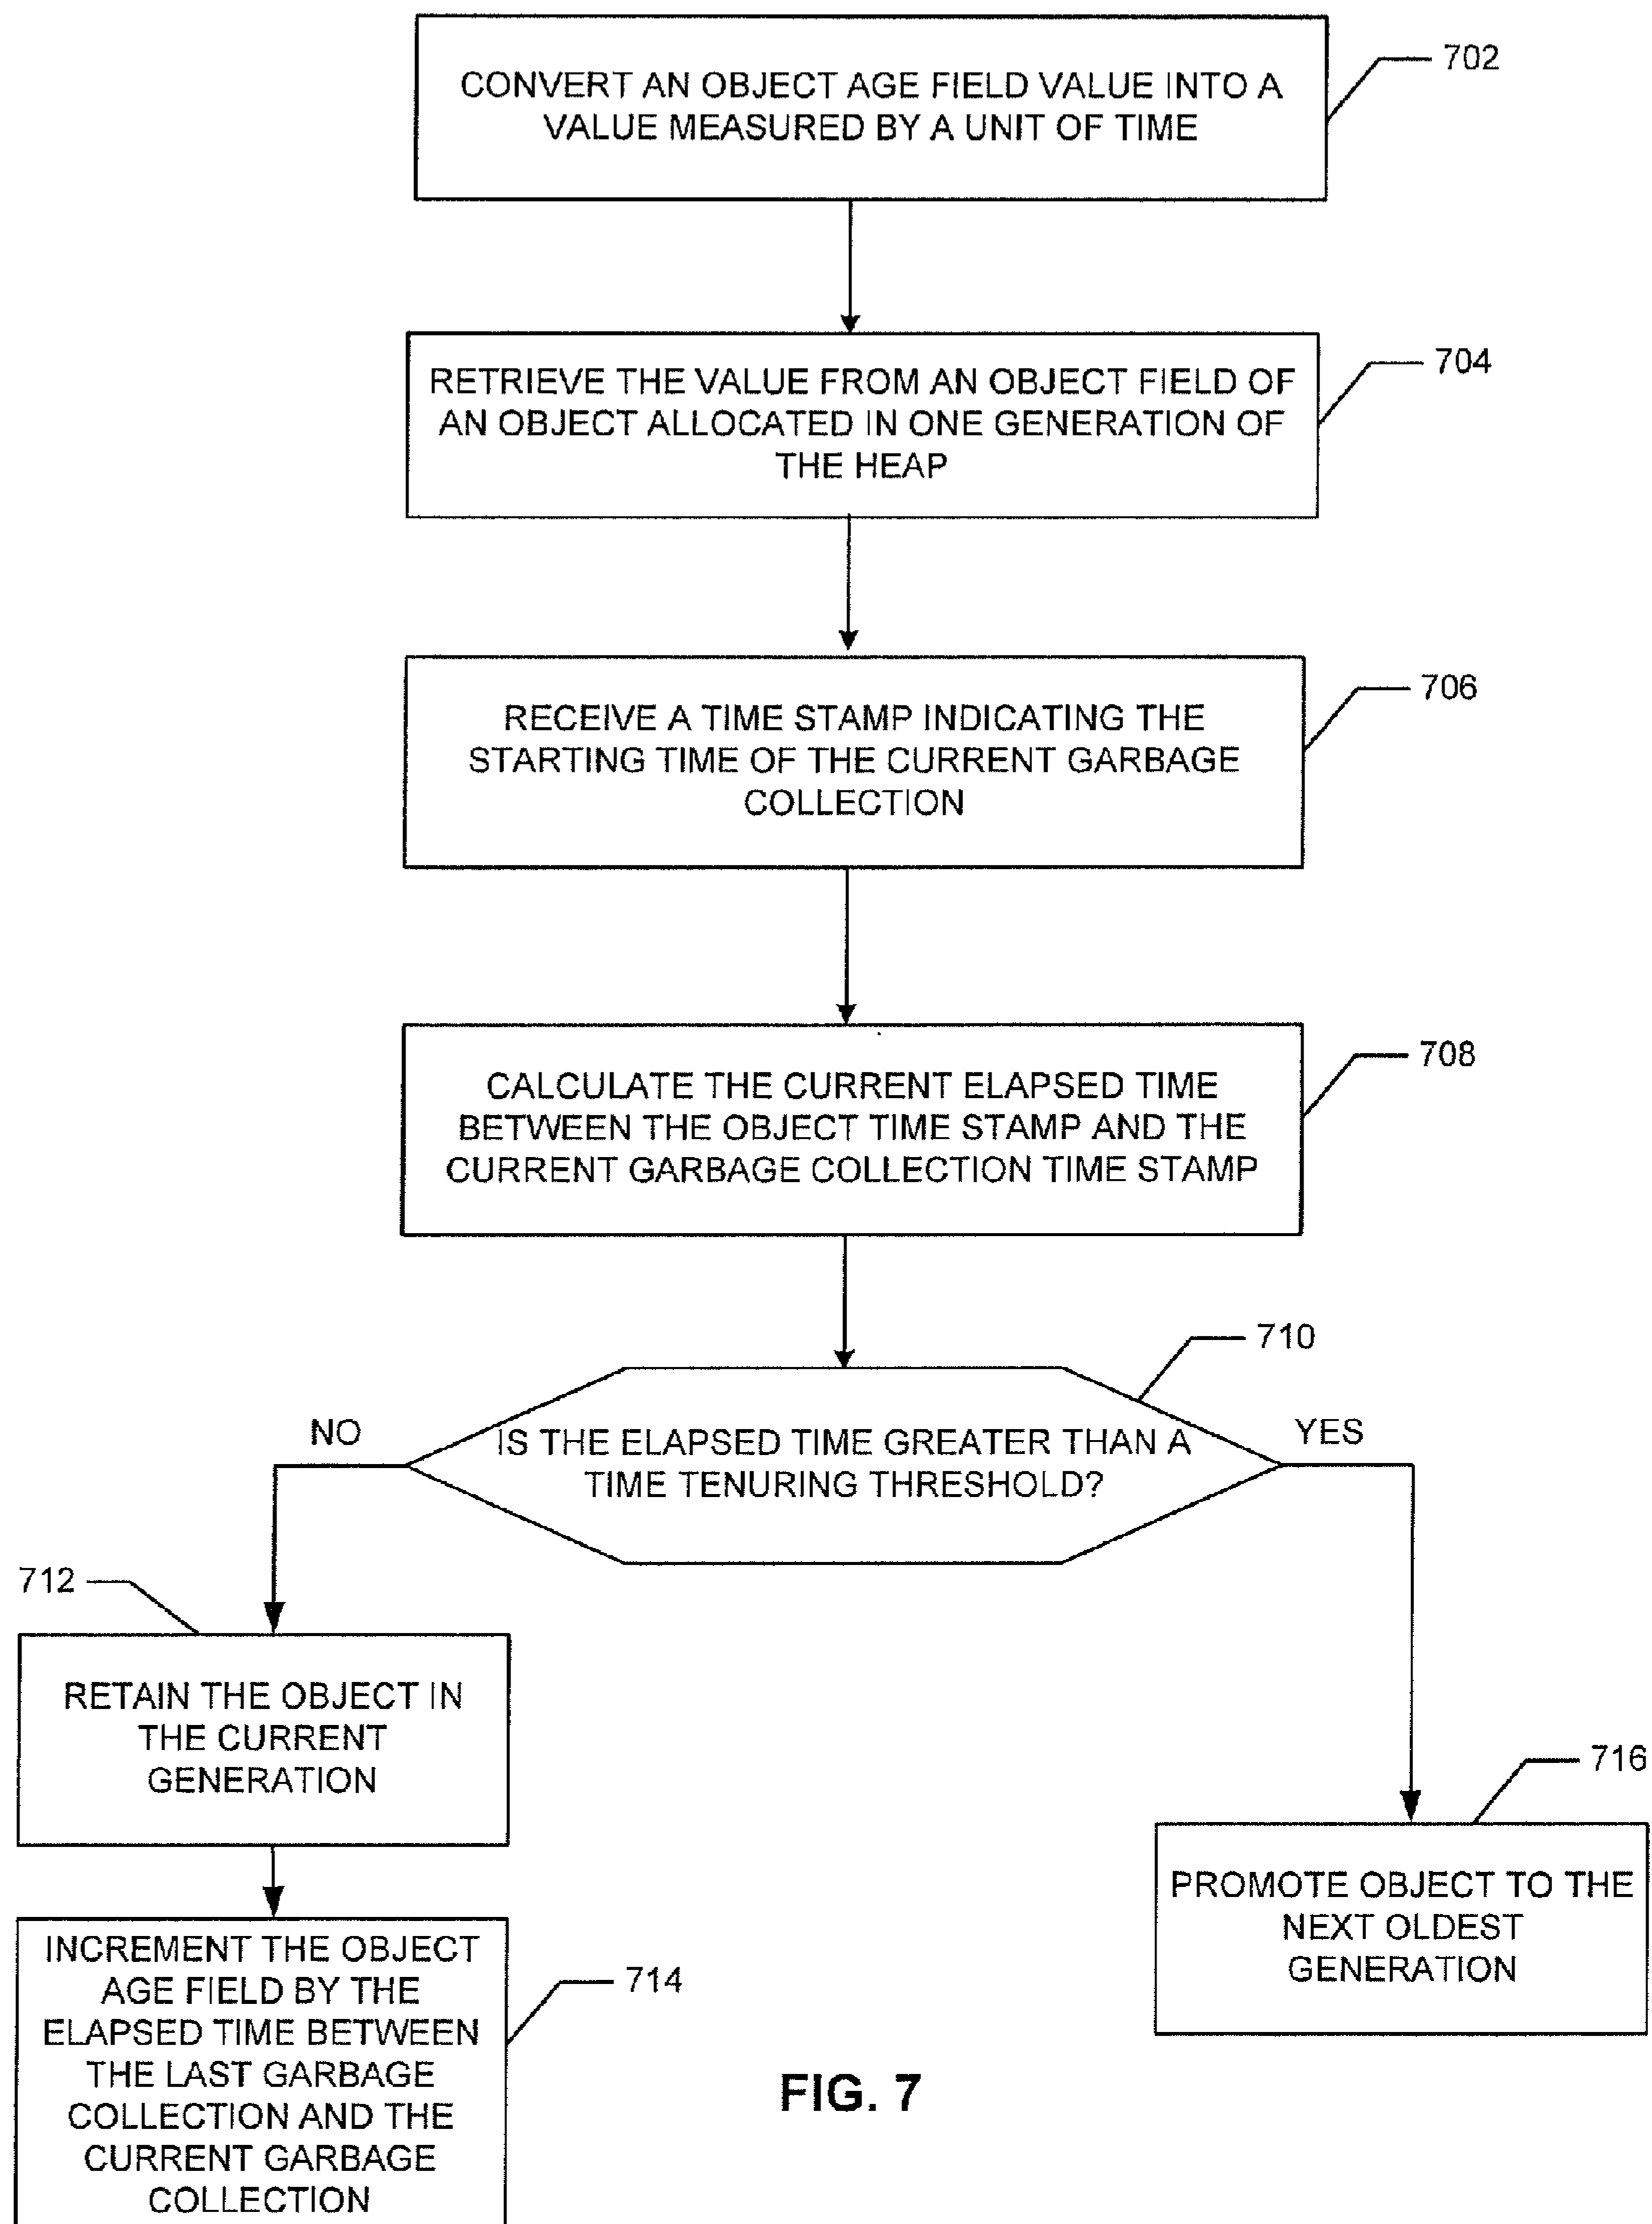 CONVERT AN OBJECT AGE FIELD VALUE INTO A
VALUE MEASURED BY A UNIT OF TIME
702
RETRIEVE THE VALUE FROM AN OBJECT FIELD OF
AN OBJECT ALLOCATED IN ONE GENERATION OF
THE HEAP
704
RECEIVE A TIME STAMP INDICATING THE
STARTING TIME OF THE CURRENT GARBAGE
COLLECTION
706
CALCULATE THE CURRENT ELAPSED TIME
BETWEEN THE OBJECT TIME STAMP AND THE
CURRENT GARBAGE COLLECTION TIME STAMP
708
710
IS THE ELAPSED TIME GREATER THAN A
TIME TENURING THRESHOLD?
NO
YES
712
RETAIN THE OBJECT IN
THE CURRENT
GENERATION
716
PROMOTE OBJECT TO THE
NEXT OLDEST
GENERATION
INCREMENT THE OBJECT
AGE FIELD BY THE
ELAPSED TIME BETWEEN
THE LAST GARBAGE
COLLECTION AND THE
CURRENT GARBAGE
COLLECTION
714
FIG. 7